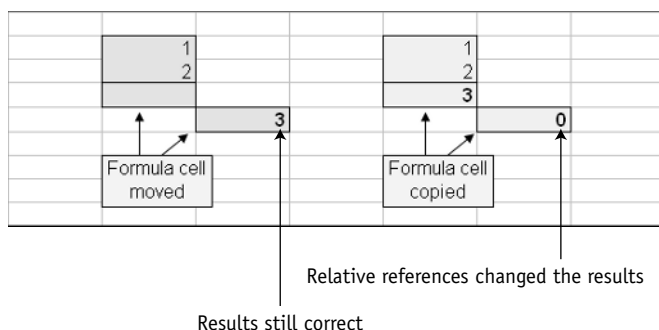 1 1
2 2
3
3 0
Formula cell
moved
Formula cell
copied
Relative references changed the results
Results still correct